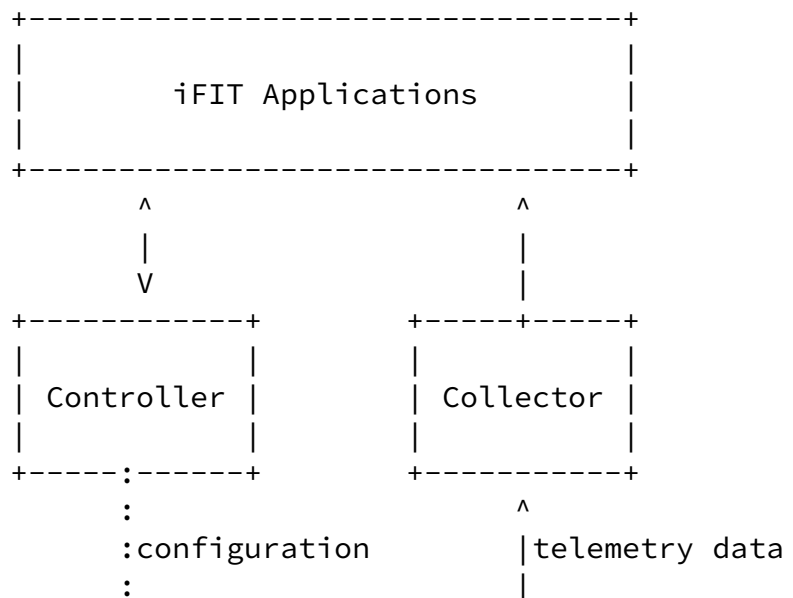 iFIT Applications
Controller
Collector
configuration
telemetry data